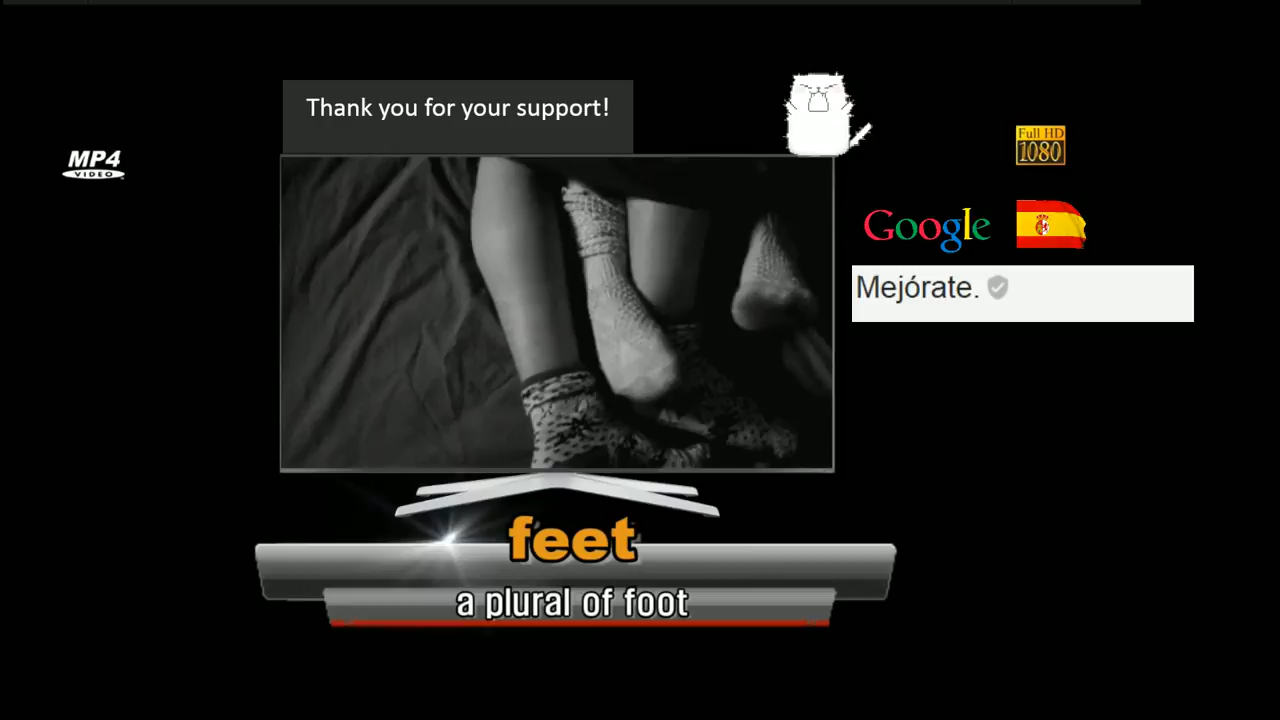 Thank you for your support!
MP4
VIDEO
Full HD
1080
Google
Mejórate.
feet
a plural of foot